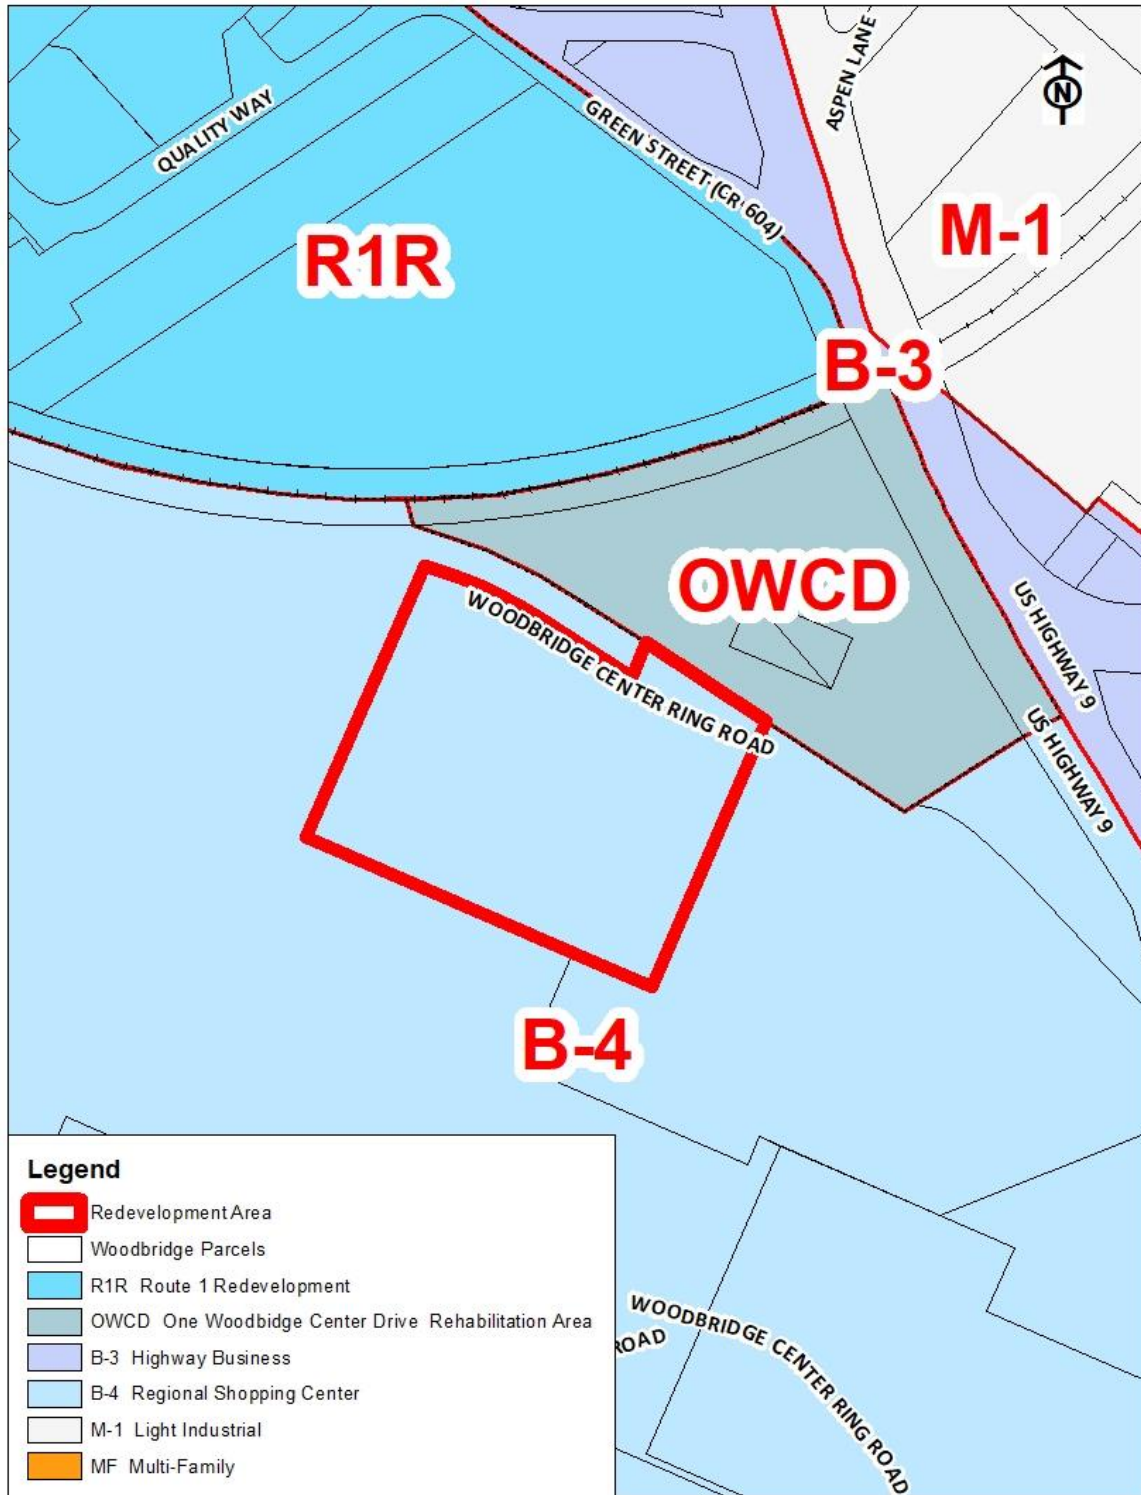 ASPEN LANE
N
QUALITY WAY
GREEN STREET (CR 604)
M-1
R1R
B-3
OWCD
US HIGHWAY 9
WOODBRIDGE CENTER RING ROAD
US HIGHWAY 9
B-4
Legend
Redevelopment Area
Woodbridge Parcels
R1R Route 1 Redevelopment
OWCD One Woodbidge Center Drive Rehabilitation Area
B-3 Highway Business
B-4 Regional Shopping Center
M-1 Light Industrial
MF Multi-Family
WOODBRIDGE CENTER RING ROAD
ROAD